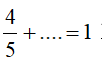 4/5 + .... = 1